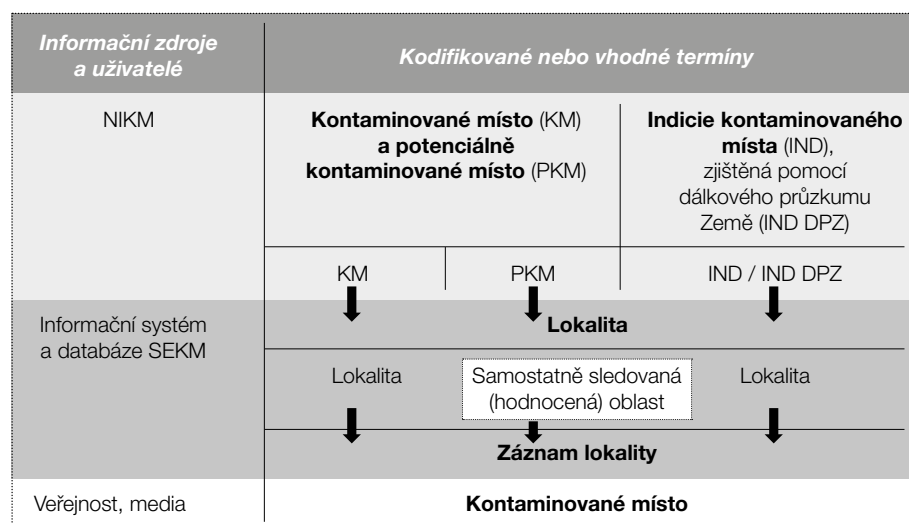 Informační zdroje
a uživatelé
Kodifikované nebo vhodné termíny
NIKM
Kontaminované místo (KM)
a potenciálně
kontaminované místo (PKM)
Indicie kontaminovaného
místa (IND),
zjištěná pomocí
dálkového průzkumu
Země (IND DPZ)
KM
PKM
IND / IND DPZ
Informační systém
a databáze SEKM
Lokalita
Lokalita
Samostatně sledovaná
(hodnocená) oblast
Lokalita
Záznam lokality
Veřejnost, media
Kontaminované místo